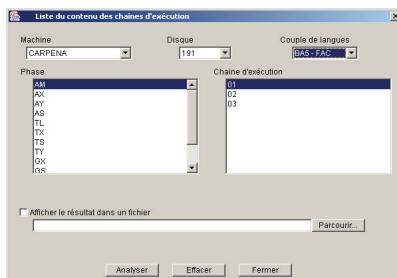 Liste du contenu des chaines d'exécution
Machine Disque Couple de langues
CARPENA 191 BA5 - FAC
Phase Chaine d'exécution
AM 01
AX 02
AY 03
AS
TL
TX
TS
TY
GX
GS
Afficher le résultat dans un fichier
Parcourir...
Analyser Effacer Fermer